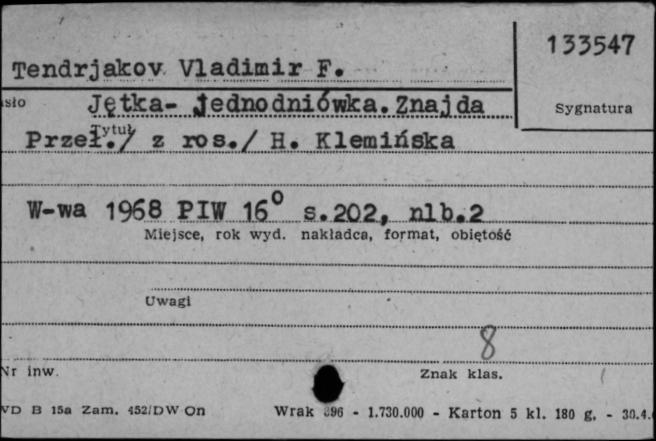 133547
Tendrjakov Vladimir F.
sło Jętka- Jednodniówka. Znajda
Sygnatura
Tytuł
Przeł./ z ros./ H. Klemińska
W-wa 1968 PIW 16° s.202, nlb.2
Miejsce, rok wyd. nakładca, format, objętość
Uwagi
8
Nr inw.
Znak klas.
VD B 15a Zam. 452/DW On Wrak 896 - 1.730.000 - Karton 5 kl. 180 g. - 30.4.